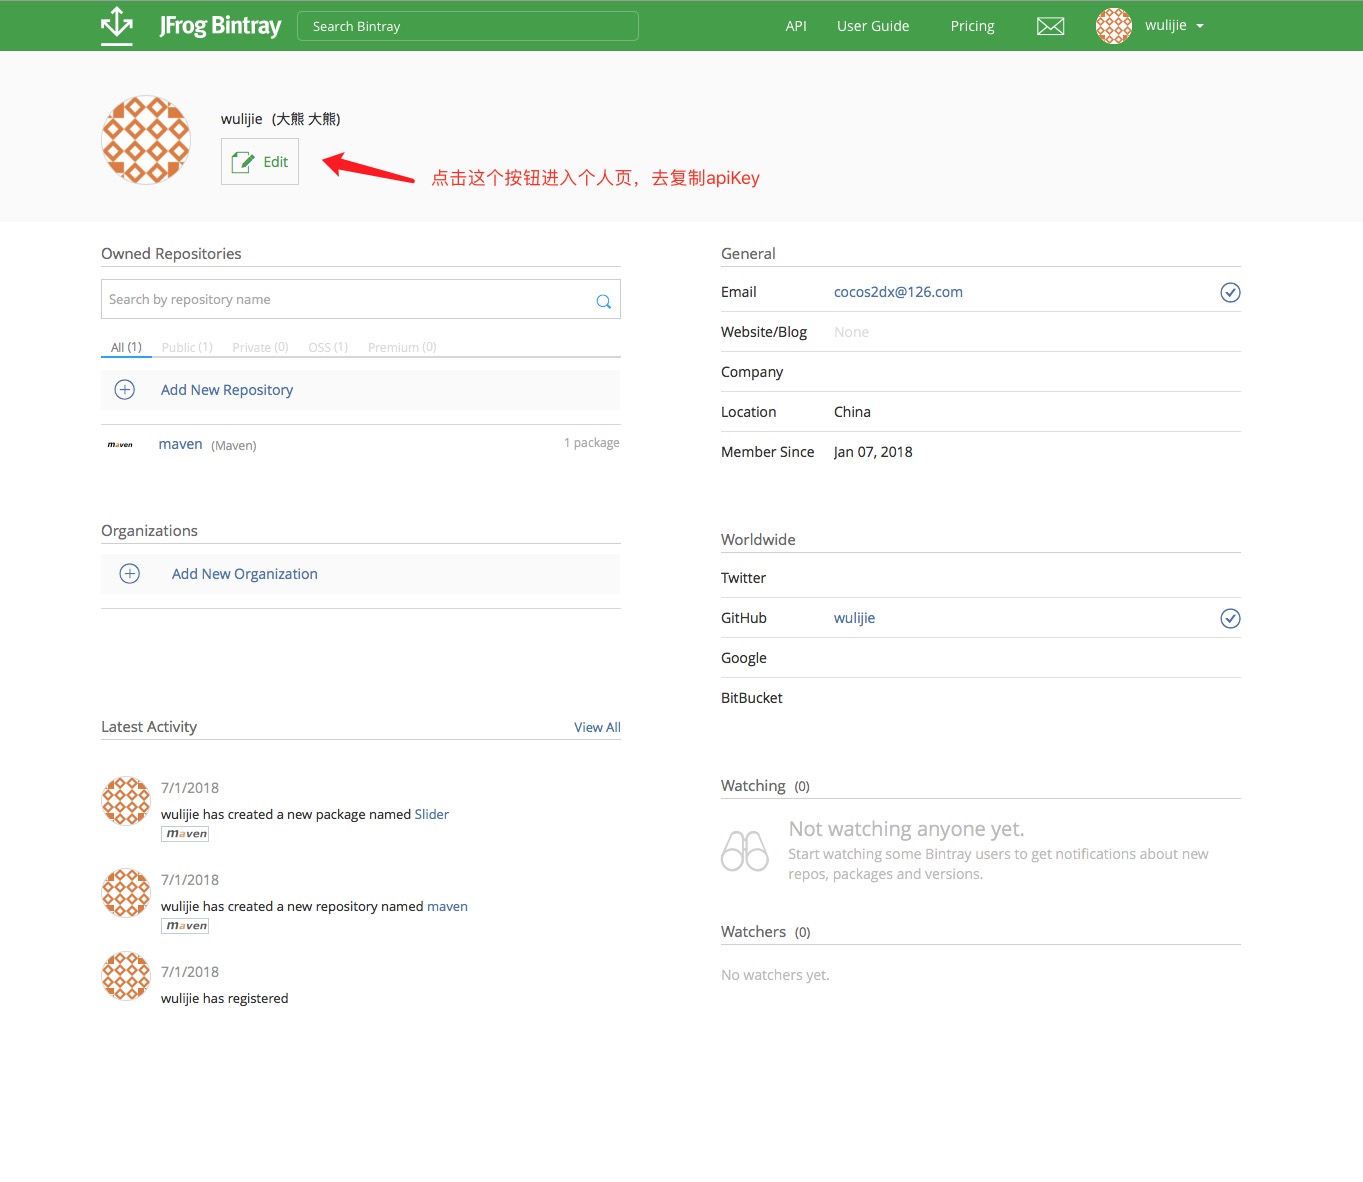 JFrog Bintray
Search Bintray
API
User Guide
Pricing
wulijie
wulijie (大熊 大熊)
Edit
点击这个按钮进入个人页，去复制apiKey
Owned Repositories
Search by repository name
All (1)
Public (1)
Private (0)
OSS (1)
Premium (0)
Add New Repository
maven
maven (Maven)
1 package
Organizations
Add New Organization
Latest Activity
View All
7/1/2018
wulijie has created a new package named Slider
maven
7/1/2018
wulijie has created a new repository named maven
maven
7/1/2018
wulijie has registered
General
Email cocos2dx@126.com
Website/Blog None
Company
Location China
Member Since Jan 07, 2018
Worldwide
Twitter
GitHub wulijie
Google
BitBucket
Watching (0)
Not watching anyone yet.
Start watching some Bintray users to get notifications about new
repos, packages and versions.
Watchers (0)
No watchers yet.